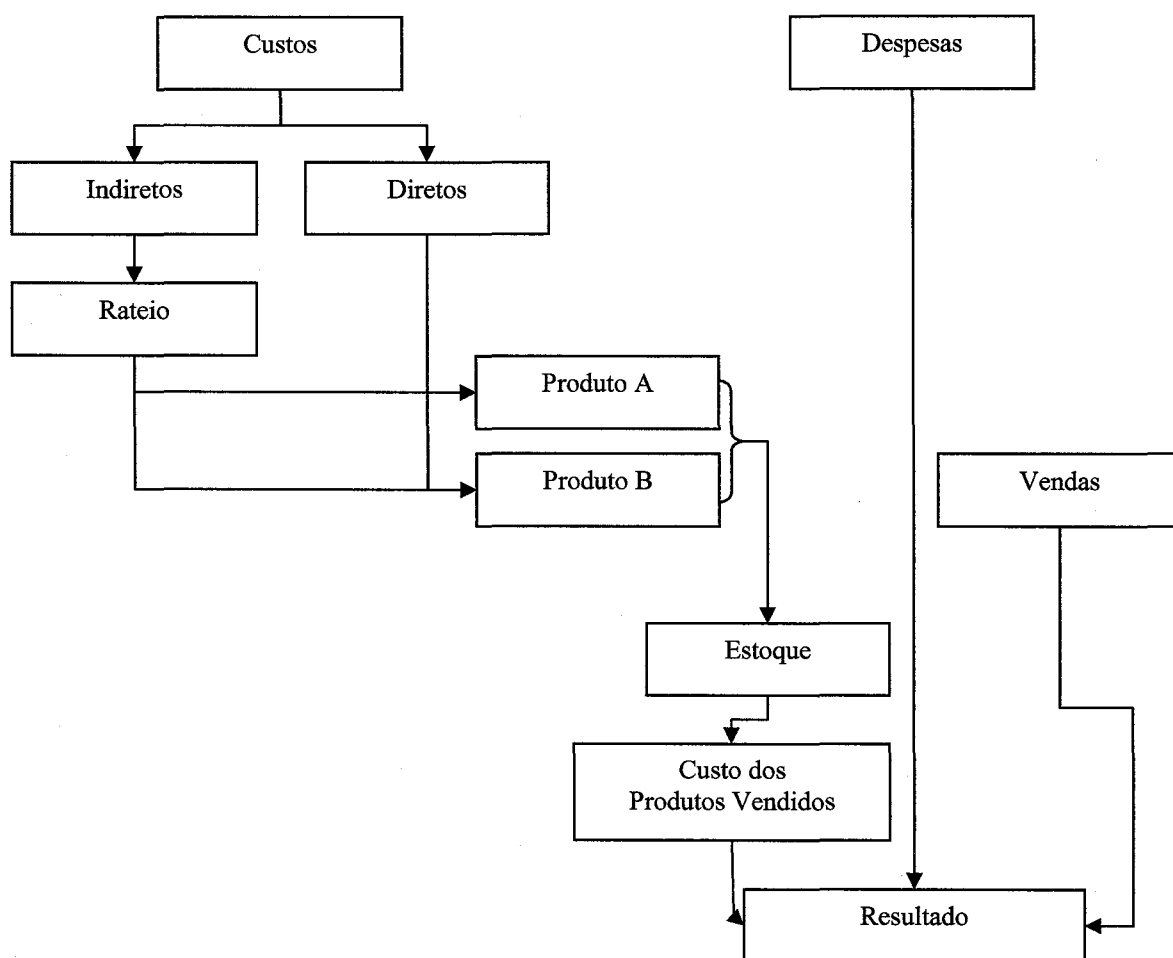 Custos
Despesas
Indiretos
Diretos
Rateio
Produto A
Produto B
Vendas
Estoque
Custo dos
Produtos Vendidos
Resultado